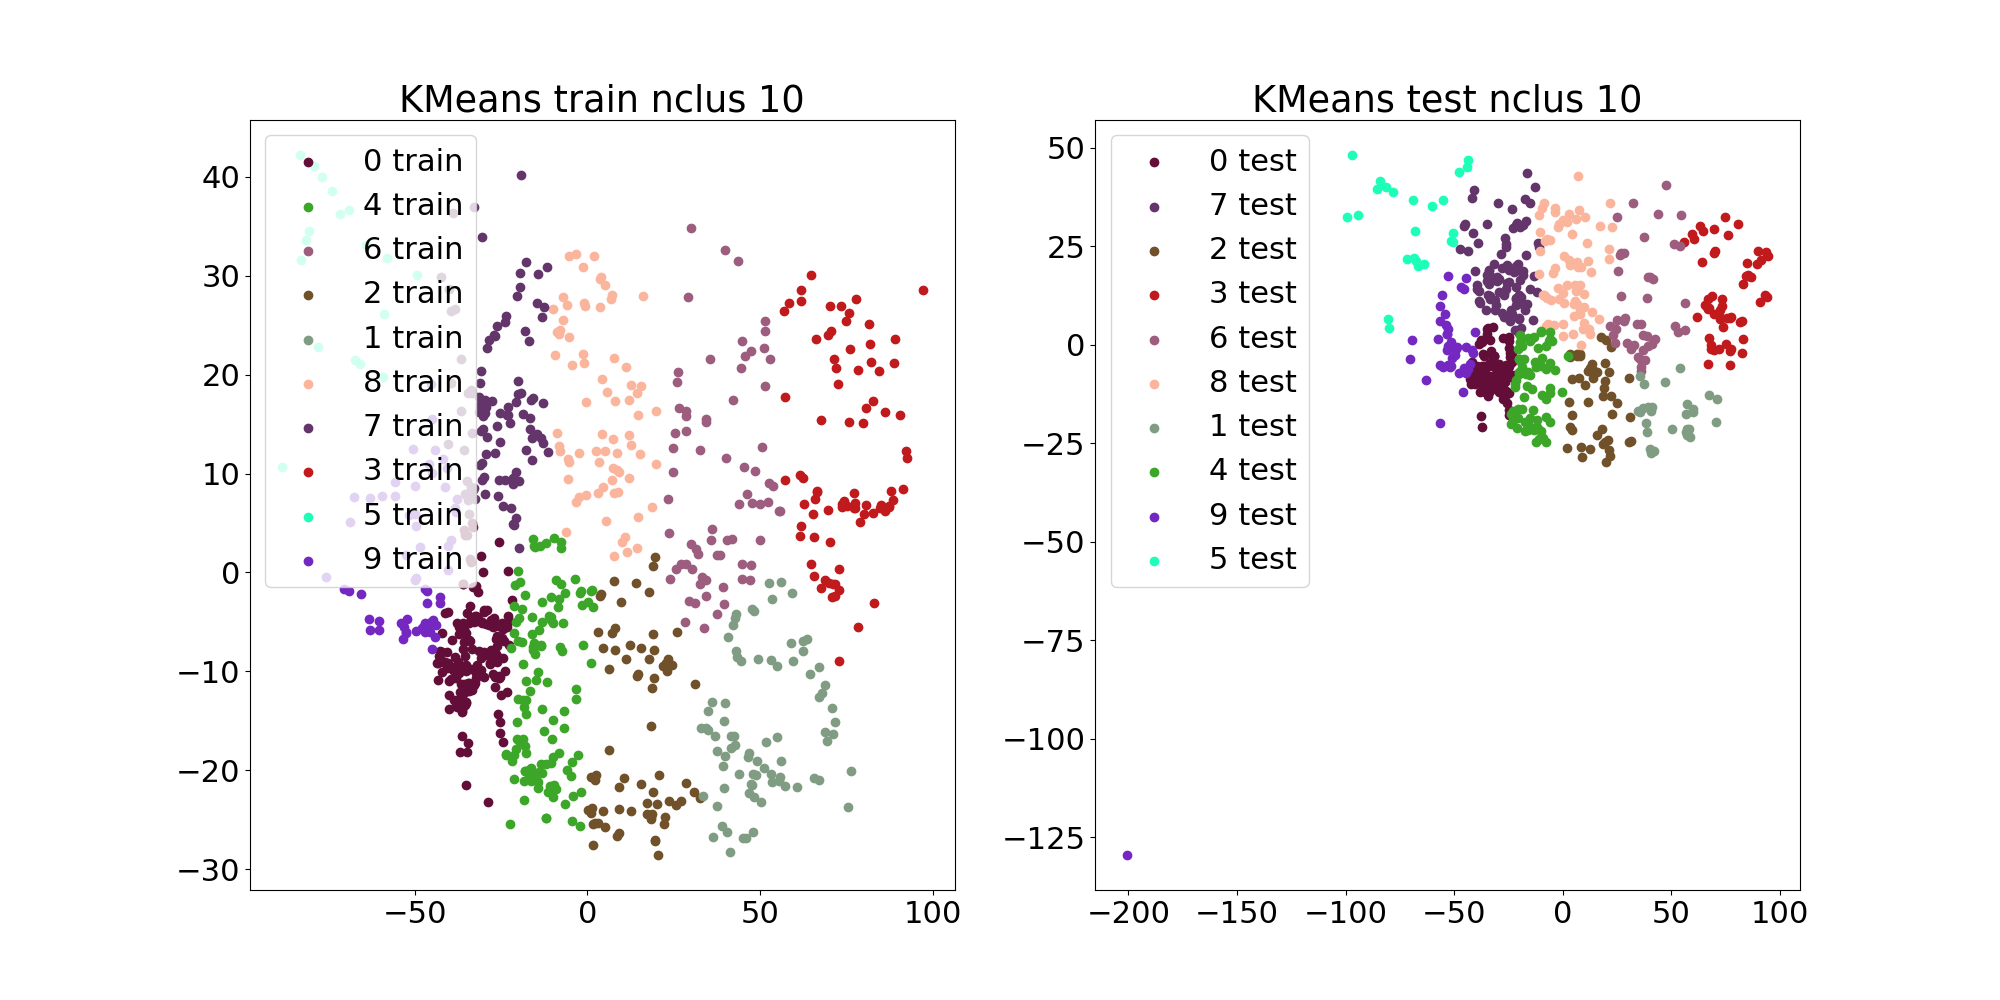 KMeans train nclus 10
40
30
20
10
0
−10
−20
−30
−50
0
50
100
0 train
4 train
6 train
2 train
1 train
8 train
7 train
3 train
5 train
9 train
KMeans test nclus 10
50
25
0
−25
−50
−75
−100
−125
−200
−150
−100
−50
0
50
100
0 test
7 test
2 test
3 test
6 test
8 test
1 test
4 test
9 test
5 test